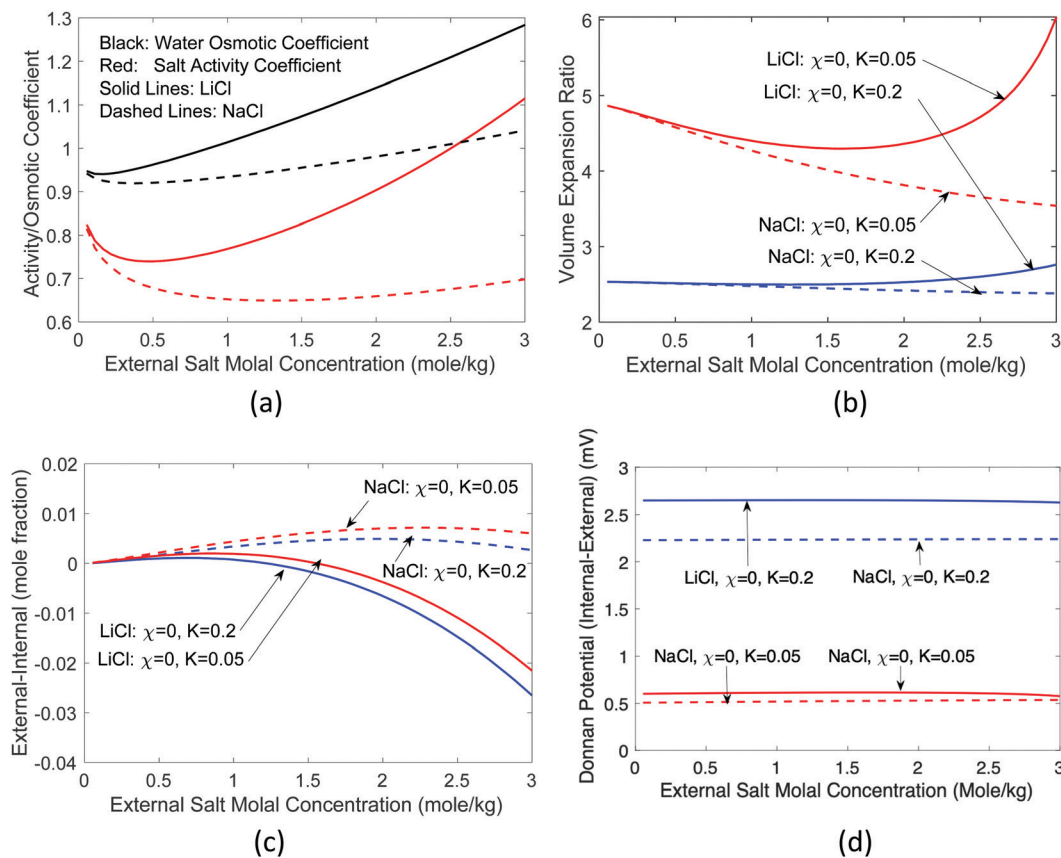 Activity/Osmotic Coefficient
1.3
1.2
1.1
1
0.9
0.8
0.7
0.6
Black: Water Osmotic Coefficient
Red: Salt Activity Coefficient
Solid Lines: LiCl
Dashed Lines: NaCl
0 0.5 1 1.5 2 2.5 3
External Salt Molal Concentration (mole/kg)
(a)
Volume Expansion Ratio
6
5
4
3
2
LiCl: χ=0, K=0.05
LiCl: χ=0, K=0.2
NaCl: χ=0, K=0.05
NaCl: χ=0, K=0.2
0 0.5 1 1.5 2 2.5 3
External Salt Molal Concentration (mole/kg)
(b)
External-Internal (mole fraction)
0.02
0.01
0
-0.01
-0.02
-0.03
-0.04
NaCl: χ=0, K=0.05
NaCl: χ=0, K=0.2
LiCl: χ=0, K=0.2
LiCl: χ=0, K=0.05
0 0.5 1 1.5 2 2.5 3
External Salt Molal Concentration (mole/kg)
(c)
Donnan Potential (Internal-External) (mV)
3
2.5
2
1.5
1
0.5
0
LiCl, χ=0, K=0.2
NaCl, χ=0, K=0.2
NaCl, χ=0, K=0.05
NaCl, χ=0, K=0.05
0 0.5 1 1.5 2 2.5 3
External Salt Molal Concentration (Mole/kg)
(d)